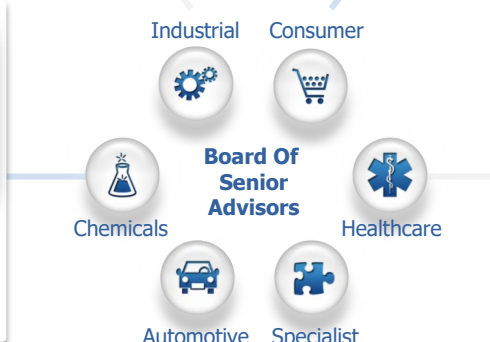 Industrial Consumer
Board Of
Senior
Advisors
Chemicals Healthcare
Automotive Specialist